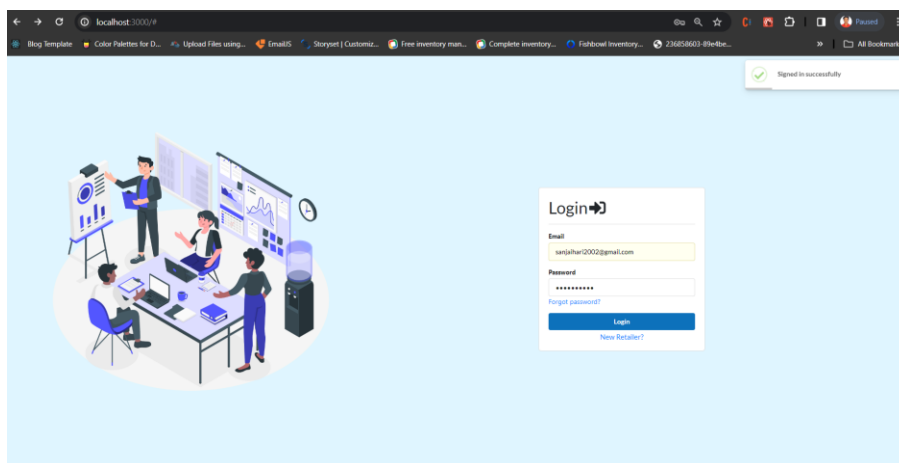 localhost:3000/#
Paused
Blog Template Color Palettes for D... Upload Files using... EmailJS Storyset | Customiz... Free inventory man... Complete inventory... Fishbowl Inventory... 236858603-89e4be... » All Bookmark
Signed in successfully
Login
Email
sanjaihari2002@gmail.com
Password
••••••••••
Forgot password?
Login
New Retailer?